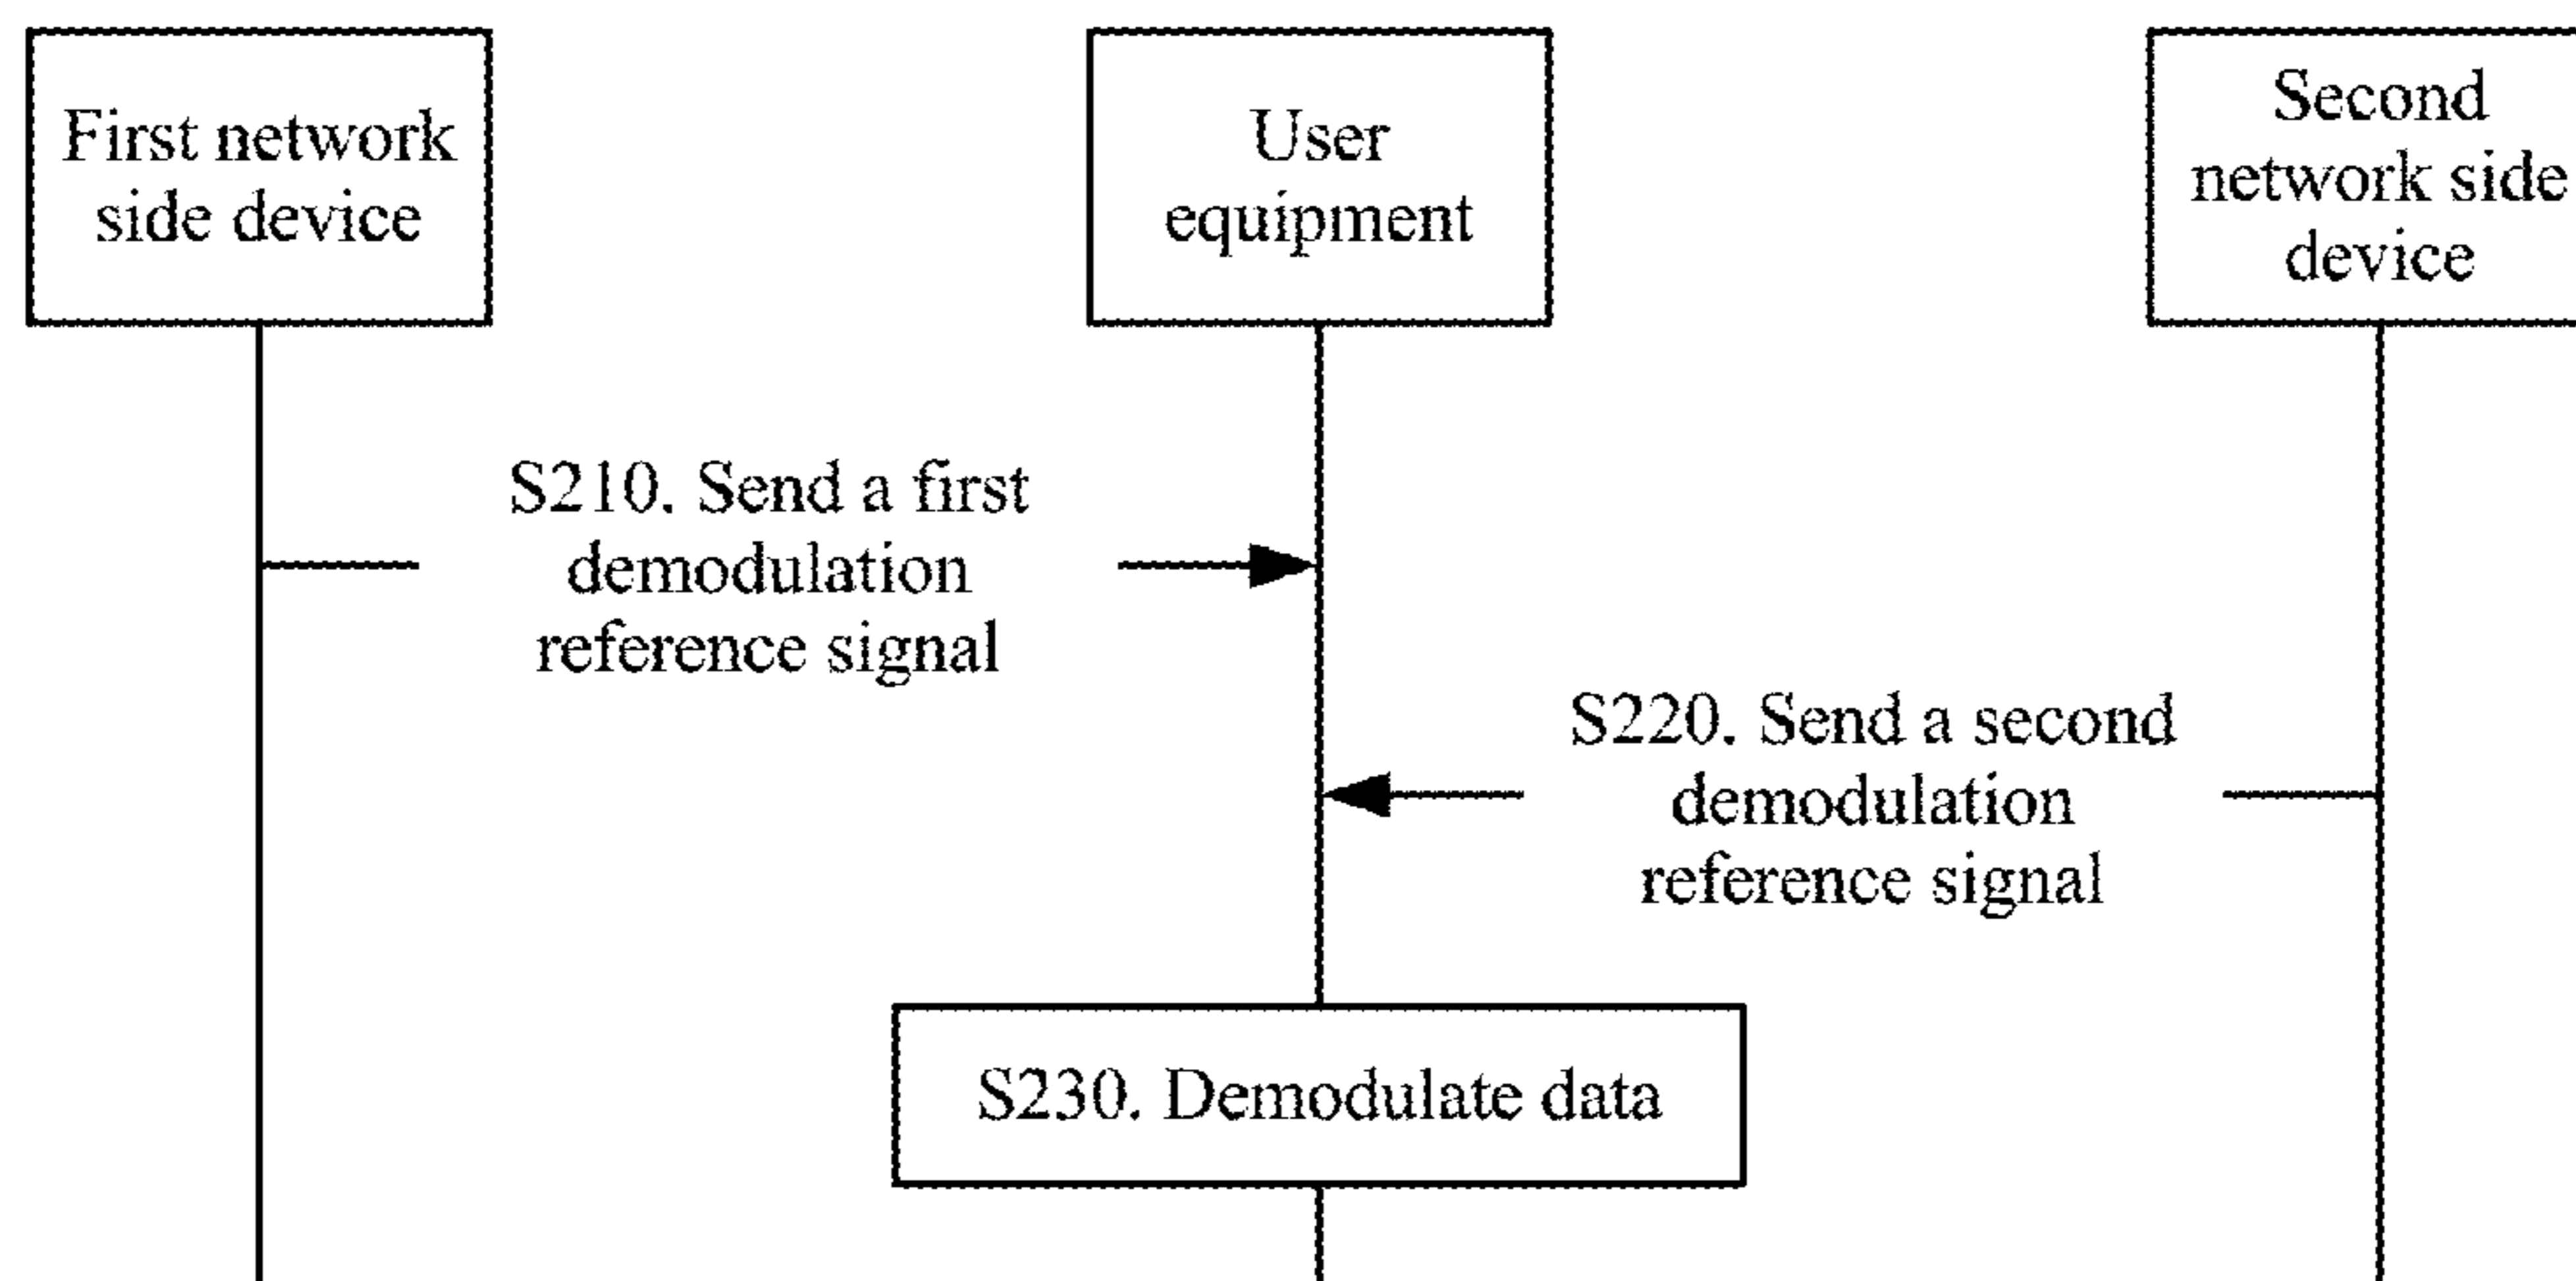 First network
side device
User
equipment
Second
network side
device
S210. Send a first
demodulation
reference signal
S220. Send a second
demodulation
reference signal
S230. Demodulate data